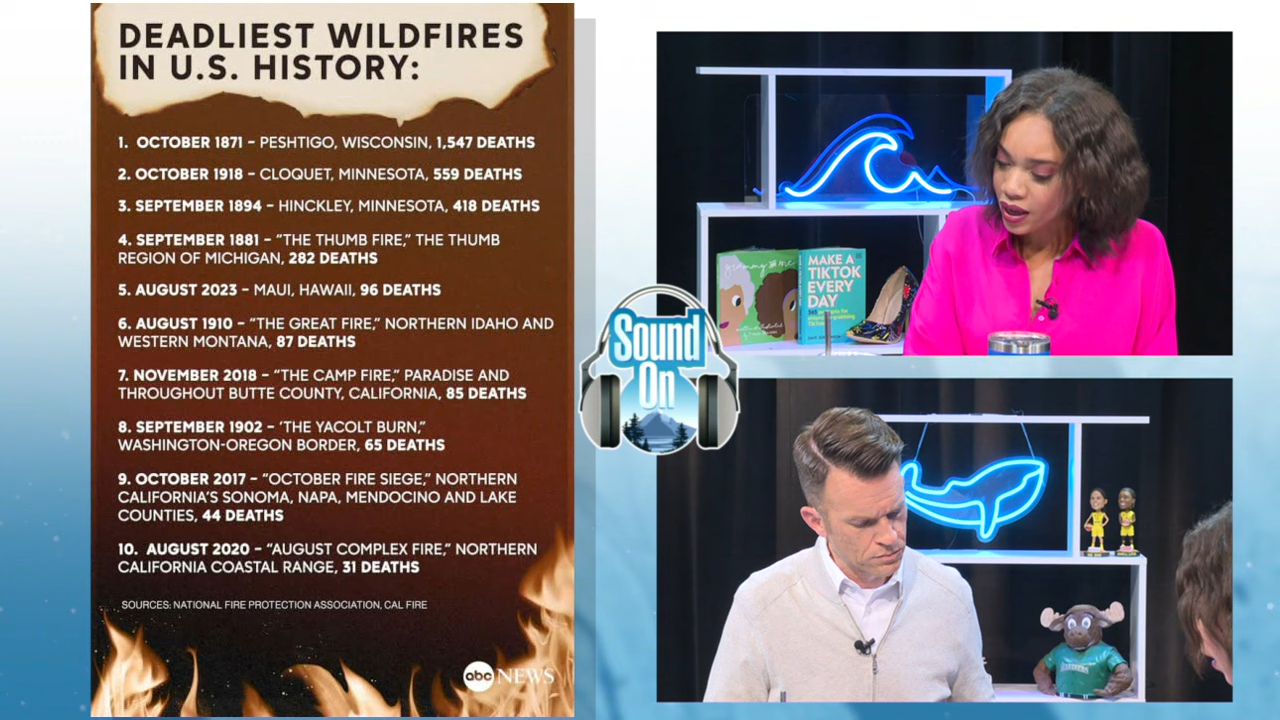 DEADLIEST WILDFIRES
IN U.S. HISTORY:
1. OCTOBER 1871 – PESHTIGO, WISCONSIN, 1,547 DEATHS
2. OCTOBER 1918 – CLOQUET, MINNESOTA, 559 DEATHS
3. SEPTEMBER 1894 – HINCKLEY, MINNESOTA, 418 DEATHS
4. SEPTEMBER 1881 – “THE THUMB FIRE,” THE THUMB
REGION OF MICHIGAN, 282 DEATHS
5. AUGUST 2023 – MAUI, HAWAII, 96 DEATHS
6. AUGUST 1910 – “THE GREAT FIRE,” NORTHERN IDAHO AND
WESTERN MONTANA, 87 DEATHS
7. NOVEMBER 2018 – “THE CAMP FIRE,” PARADISE AND
THROUGHOUT BUTTE COUNTY, CALIFORNIA, 85 DEATHS
8. SEPTEMBER 1902 – ‘THE YACOLT BURN,”
WASHINGTON-OREGON BORDER, 65 DEATHS
9. OCTOBER 2017 – “OCTOBER FIRE SIEGE,” NORTHERN
CALIFORNIA’S SONOMA, NAPA, MENDOCINO AND LAKE
COUNTIES, 44 DEATHS
10. AUGUST 2020 – “AUGUST COMPLEX FIRE,” NORTHERN
CALIFORNIA COASTAL RANGE, 31 DEATHS
SOURCES: NATIONAL FIRE PROTECTION ASSOCIATION, CAL FIRE
abc NEWS
Sound
On
grammy and me
MAKE A
TIKTOK
EVERY
DAY
365